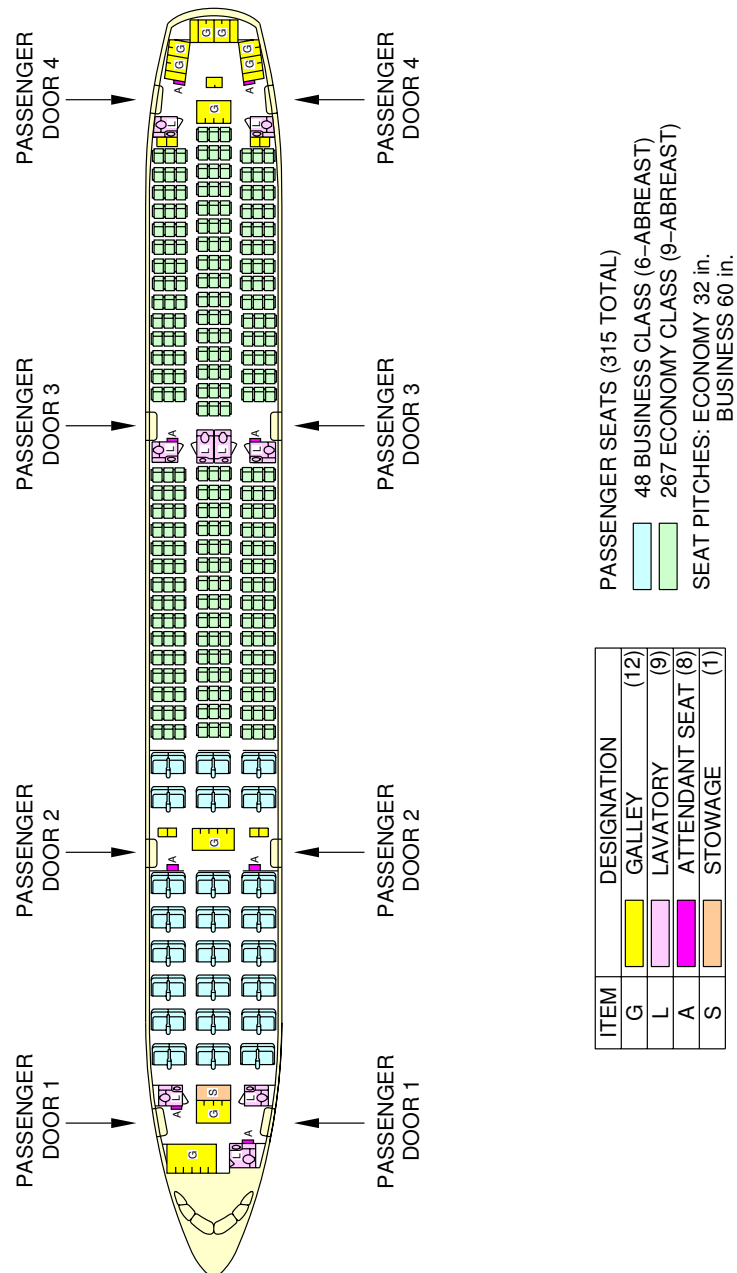 PASSENGER
DOOR 1
PASSENGER
DOOR 2
PASSENGER
DOOR 3
PASSENGER
DOOR 4
G
L
A
A
L
G
S
L
A
A
G
L
A
L
L
L
A
L
L
G
A
A
G
G
G
G
G
G
PASSENGER
DOOR 1
PASSENGER
DOOR 2
PASSENGER
DOOR 3
PASSENGER
DOOR 4
ITEM DESIGNATION
G GALLEY (12)
L LAVATORY (9)
A ATTENDANT SEAT (8)
S STOWAGE (1)
PASSENGER SEATS (315 TOTAL)
48 BUSINESS CLASS (6–ABREAST)
267 ECONOMY CLASS (9–ABREAST)
SEAT PITCHES: ECONOMY 32 in.
BUSINESS 60 in.